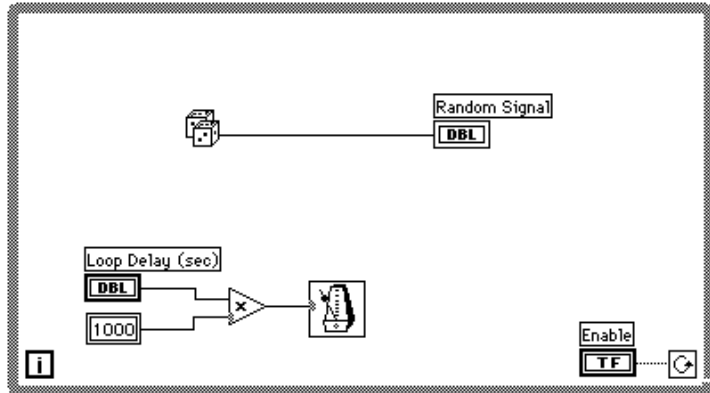 Random Signal
DBL
Loop Delay (sec)
DBL
x
1000
Enable
TF
i